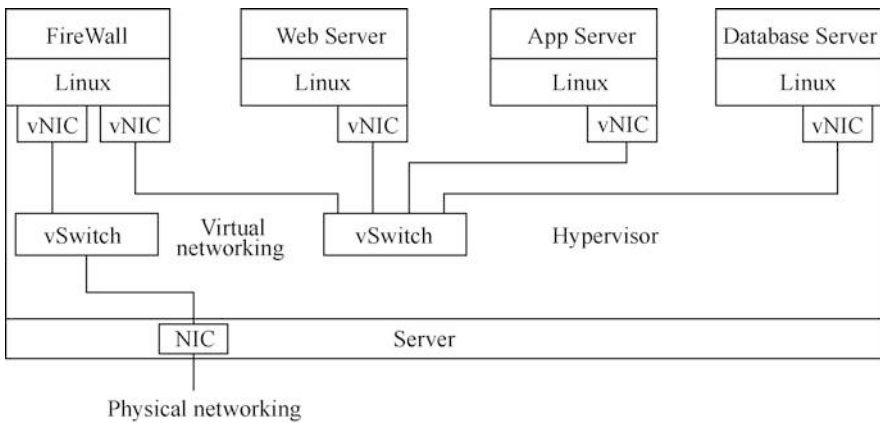 FireWall
Web Server
App Server
Database Server
Linux
Linux
Linux
Linux
vNIC
vNIC
vNIC
vNIC
vNIC
vSwitch
Virtual
networking
vSwitch
Hypervisor
NIC
Server
Physical networking